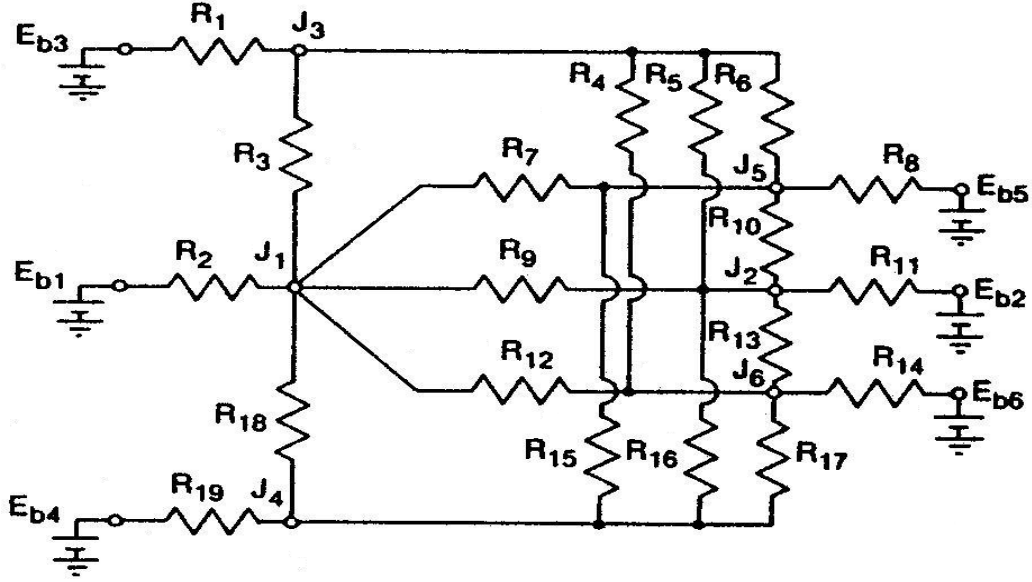 R1 J3
Eb3
R4 R5 R6
R3 R7 J5 R8
Eb5
R10
R2 J1 R9 J2 R11
Eb1 Eb2
R12 R13 J6 R14
Eb6
R18
R15 R16 R17
R19 J4
Eb4